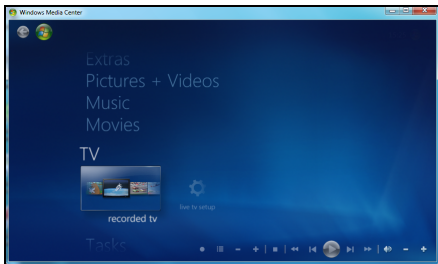 Windows Media Center
Extras
Pictures + Videos
Music
Movies
TV
recorded tv
live tv setup
Tasks